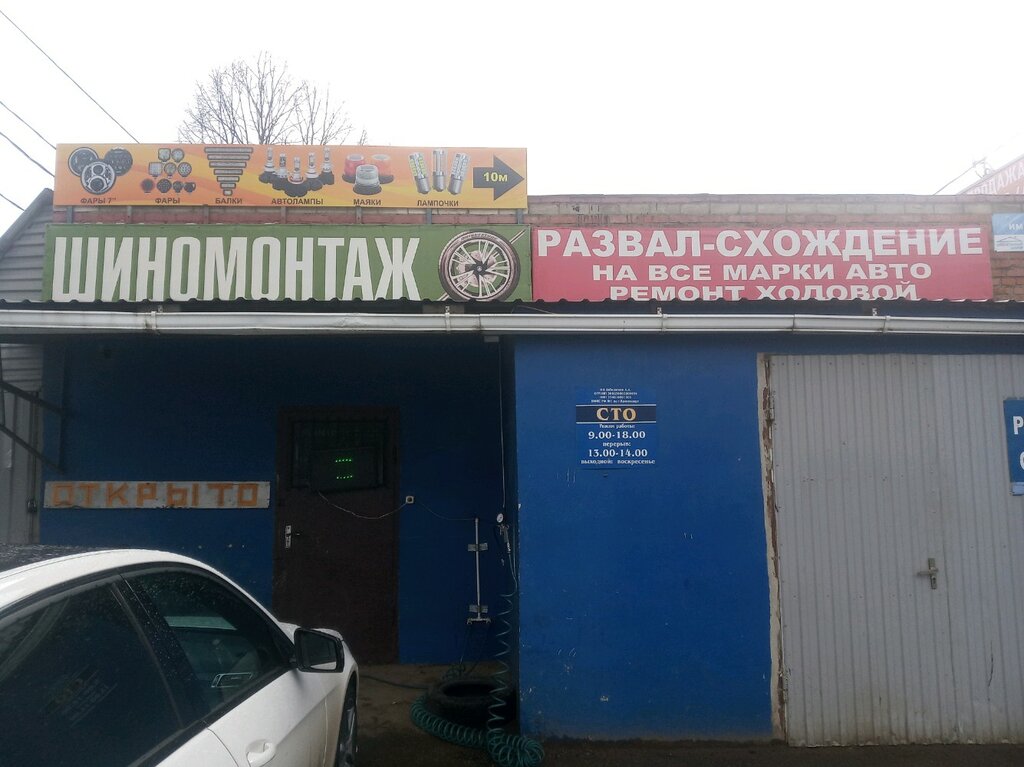 ФАРЫ 7" ФАРЫ БАЛКИ АВТОЛАМПЫ МАЯКИ ЛАМПОЧКИ 10м
ШИНОМОНТАЖ
РАЗВАЛ-СХОЖДЕНИЕ
НА ВСЕ МАРКИ АВТО
РЕМОНТ ХОДОВОЙ
СТО
Режим работы:
9.00-18.00
перерыв:
13.00-14.00
выходной: воскресенье
ОТКРЫТО